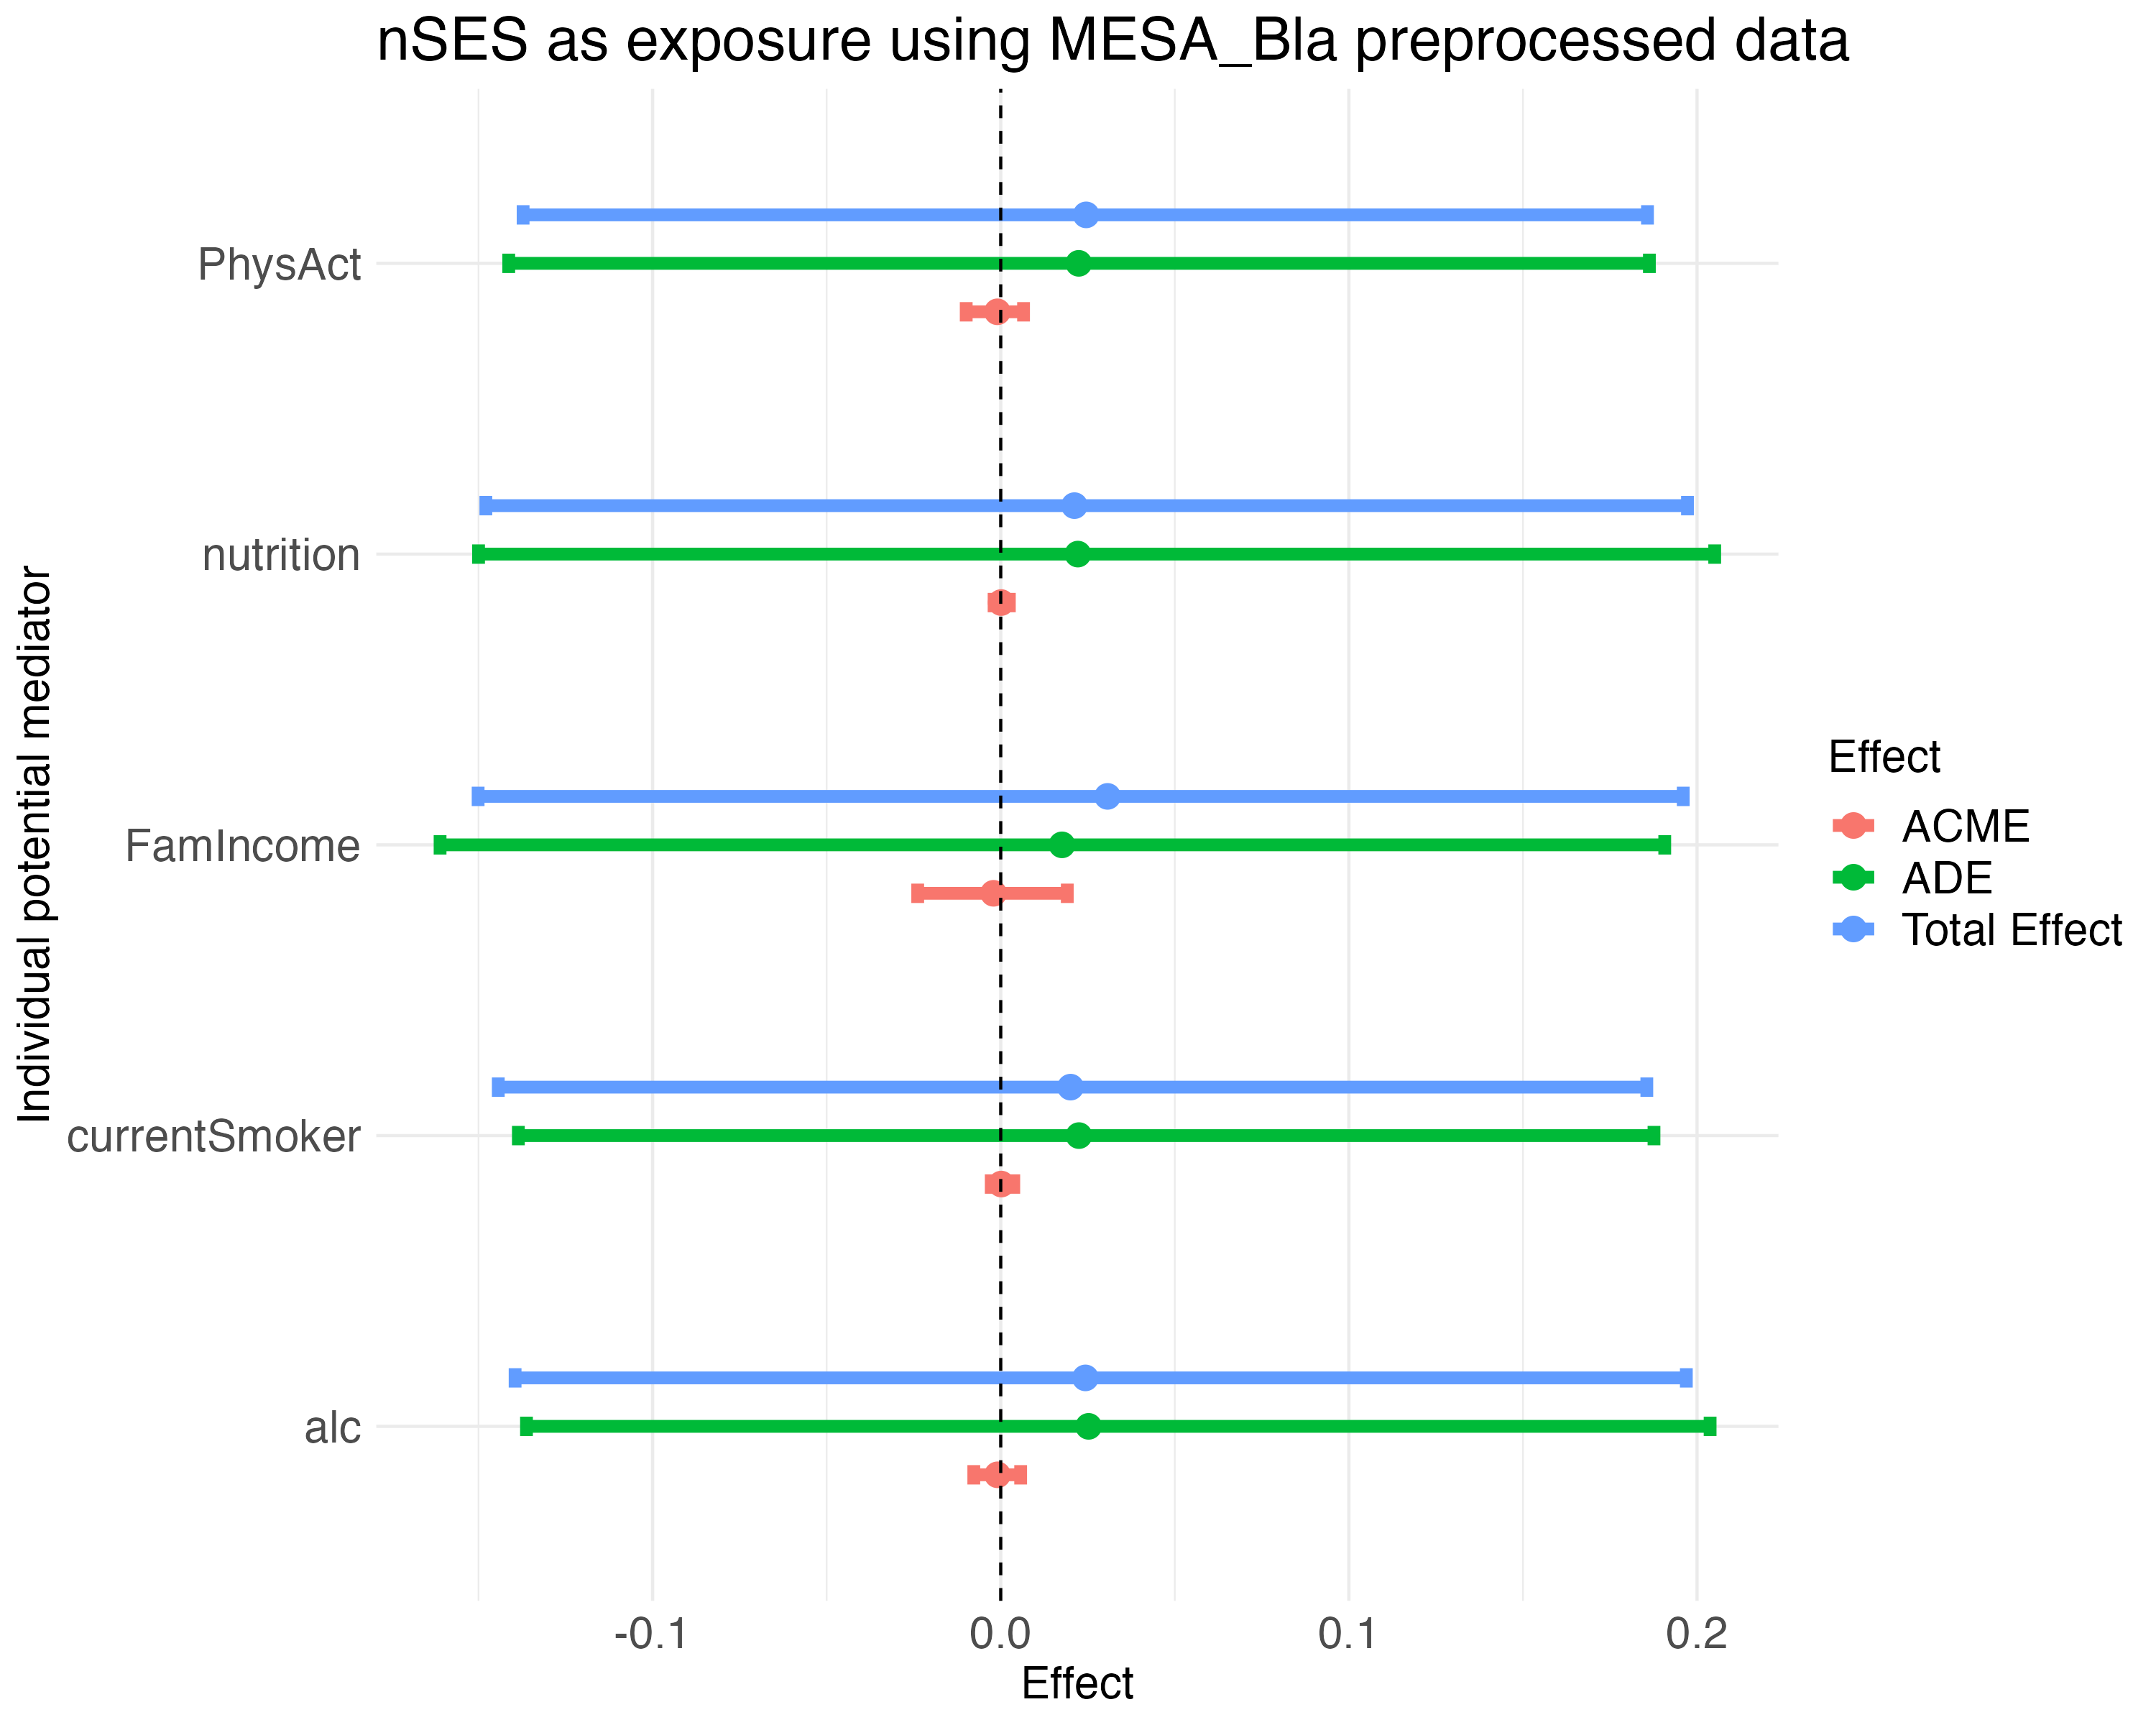 nSES as exposure using MESA_Bla preprocessed data
Individual potential mediator
PhysAct
nutrition
FamIncome
currentSmoker
alc
-0.1
0.0
0.1
0.2
Effect
Effect
ACME
ADE
Total Effect